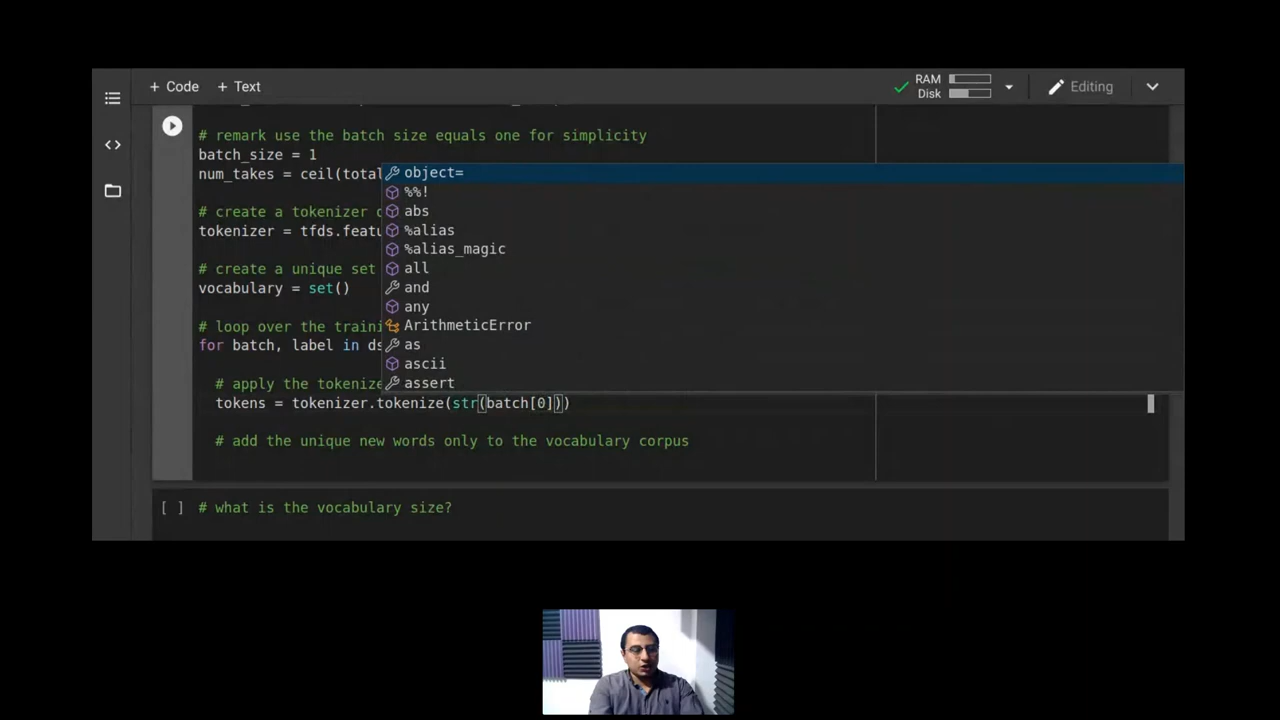 + Code + Text
RAM
Disk
Editing
# remark use the batch size equals one for simplicity
batch_size = 1
num_takes = ceil(total
# create a tokenizer
tokenizer = tfds.featu
# create a unique set
vocabulary = set()
# loop over the traini
for batch, label in ds
# apply the tokenize
tokens = tokenizer.tokenize(str(batch[0]))
# add the unique new words only to the vocabulary corpus
object=
%%!
abs
%alias
%alias_magic
all
and
any
ArithmeticError
as
ascii
assert
[ ] # what is the vocabulary size?